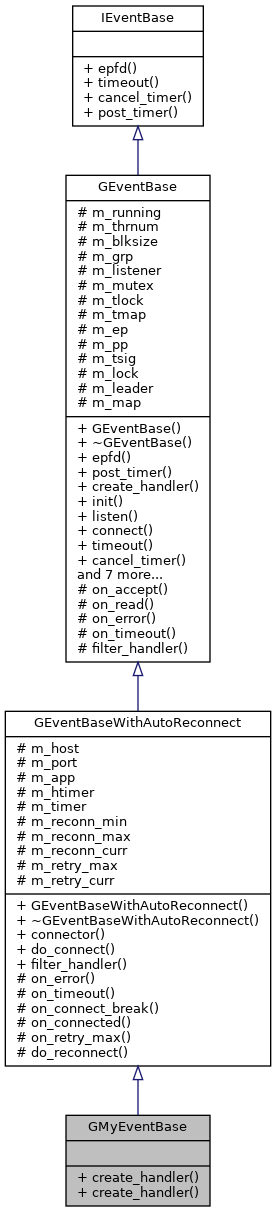 IEventBase
+ epfd()
+ timeout()
+ cancel_timer()
+ post_timer()
GEventBase
# m_running
# m_thrnum
# m_blksize
# m_grp
# m_listener
# m_mutex
# m_tlock
# m_tmap
# m_ep
# m_pp
# m_tsig
# m_lock
# m_leader
# m_map
+ GEventBase()
+ ~GEventBase()
+ epfd()
+ post_timer()
+ create_handler()
+ init()
+ listen()
+ connect()
+ timeout()
+ cancel_timer()
and 7 more...
# on_accept()
# on_read()
# on_error()
# on_timeout()
# filter_handler()
GEventBaseWithAutoReconnect
# m_host
# m_port
# m_app
# m_htimer
# m_timer
# m_reconn_min
# m_reconn_max
# m_reconn_curr
# m_retry_max
# m_retry_curr
+ GEventBaseWithAutoReconnect()
+ ~GEventBaseWithAutoReconnect()
+ connector()
+ do_connect()
+ filter_handler()
# on_error()
# on_timeout()
# on_connect_break()
# on_connected()
# on_retry_max()
# do_reconnect()
GMyEventBase
+ create_handler()
+ create_handler()